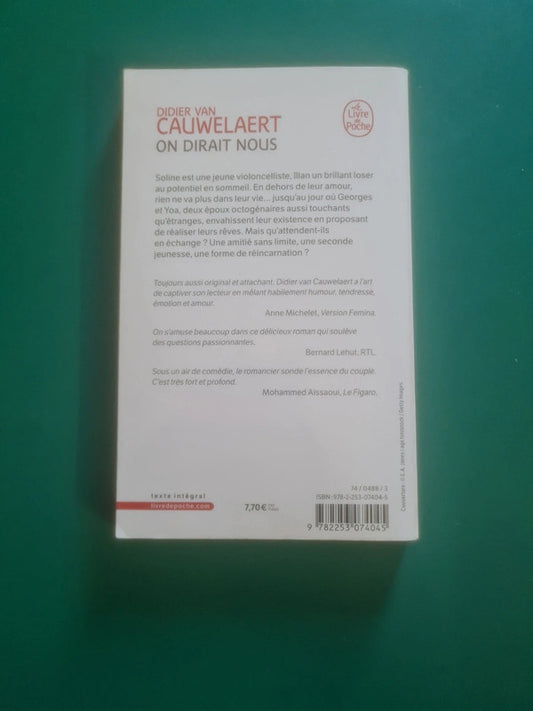 DIDIER VAN
CAUWELAERT
ON DIRAIT NOUS
Le
Livre
de
Poche
Soline est une jeune violoncelliste, Illan un brillant loser
au potentiel en sommeil. En dehors de leur amour,
rien ne va plus dans leur vie... jusqu'au jour où Georges
et Yoa, deux époux octogénaires aussi touchants
qu'étranges, envahissent leur existence en proposant
de réaliser leurs rêves. Mais qu'attendent-ils
en échange ? Une amitié sans limite, une seconde
jeunesse, une forme de réincarnation ?
Toujours aussi original et attachant. Didier van Cauwelaert a l'art
de captiver son lecteur en mêlant habilement humour, tendresse,
émotion et amour.
Anne Michelet, Version Femina.
On s'amuse beaucoup dans ce délicieux roman qui soulève
des questions passionnantes.
Bernard Lehut, RTL.
Sous un air de comédie, le romancier sonde l'essence du couple.
C'est très fort et profond.
Mohammed Aïssaoui, Le Figaro.
texte intégral
livredepoche.com
7,70 €
74 / 0488 / 3
ISBN : 978-2-253-07404-5
9 782253 074045